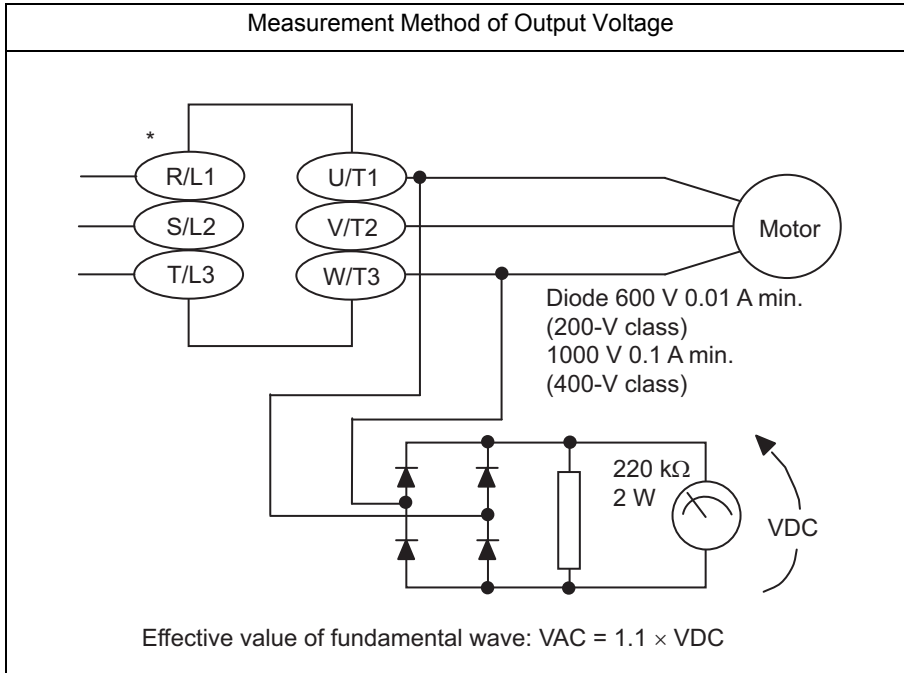 Measurement Method of Output Voltage
*
R/L1
U/T1
S/L2
V/T2
Motor
T/L3
W/T3
Diode 600 V 0.01 A min.
(200-V class)
1000 V 0.1 A min.
(400-V class)
220 kΩ
2 W
VDC
Effective value of fundamental wave: VAC = 1.1 × VDC